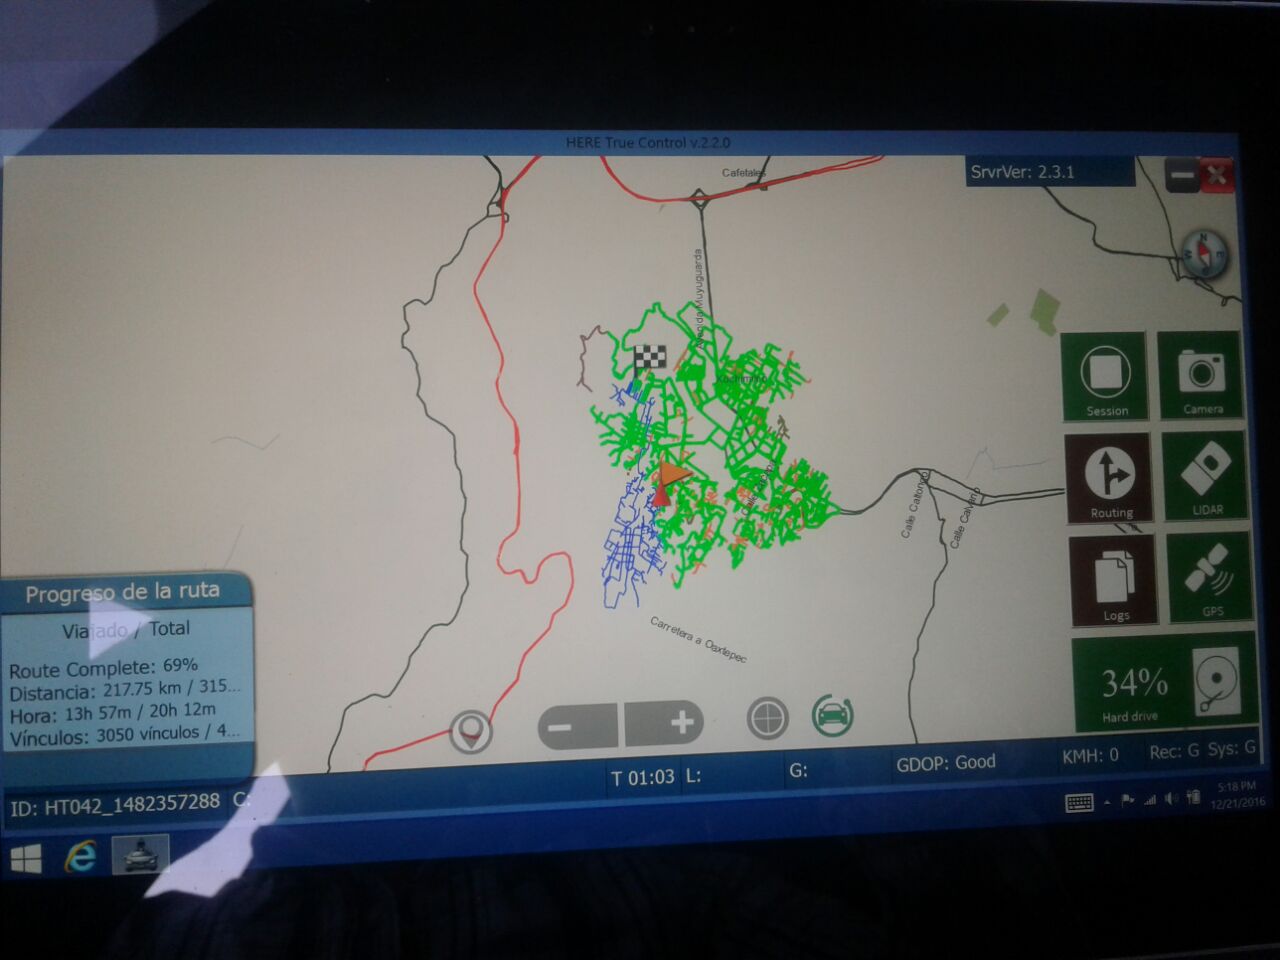 HERE True Control v.2.2.0
SrvrVer: 2.3.1
Cafetales
N
W
E
S
Avenida Muyuguarda
Xochimilco
Session
Camera
Routing
LIDAR
Calle Caltongo
Calle Calvario
Logs
GPS
Carretera a Oaxtepec
34%
Hard drive
Progreso de la ruta
Viajado / Total
Route Complete: 69%
Distancia: 217.75 km / 315...
Hora: 13h 57m / 20h 12m
Vínculos: 3050 vínculos / 4...
ID: HT042_1482357288 C:
T 01:03 L:
G:
GDOP: Good
KMH: 0
Rec: G Sys: G
5:18 PM
12/21/2016